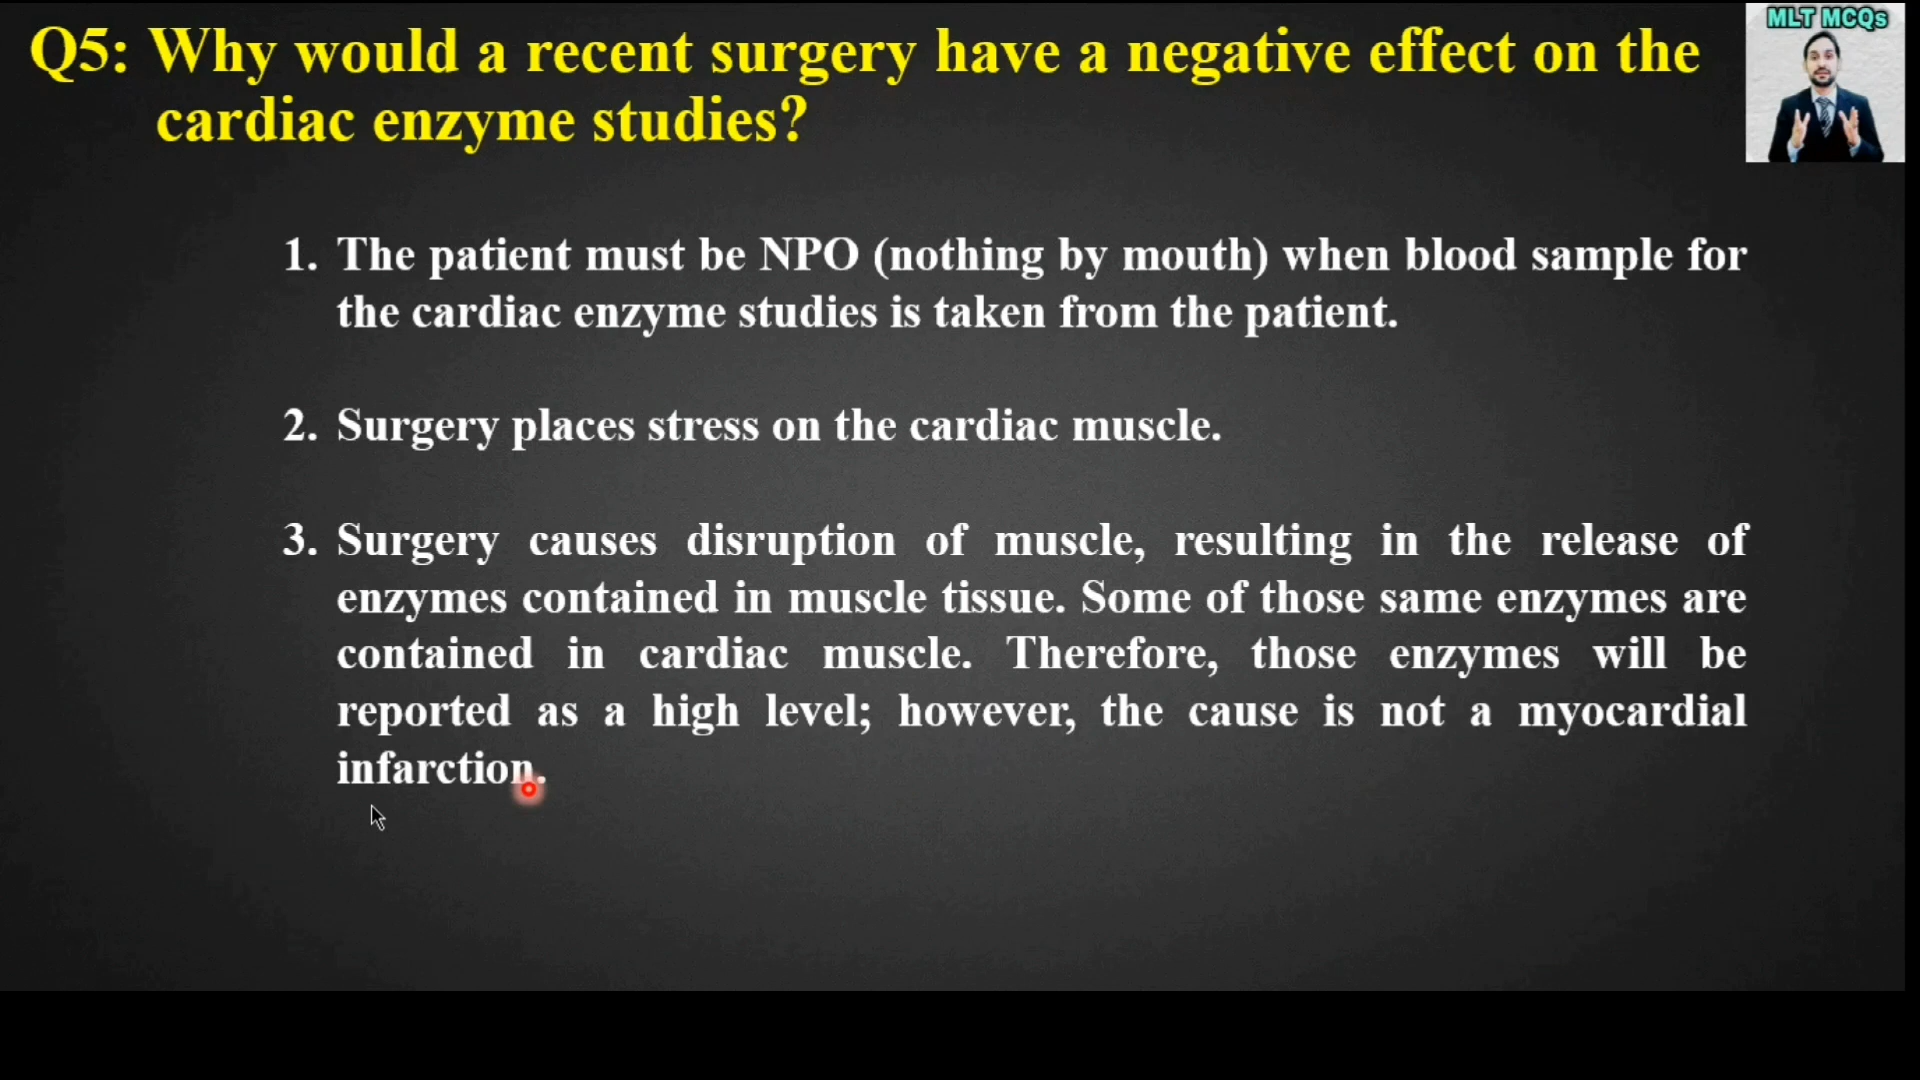 MLT MCQs
Q5: Why would a recent surgery have a negative effect on the
cardiac enzyme studies?
1. The patient must be NPO (nothing by mouth) when blood sample for
the cardiac enzyme studies is taken from the patient.
2. Surgery places stress on the cardiac muscle.
3. Surgery causes disruption of muscle, resulting in the release of
enzymes contained in muscle tissue. Some of those same enzymes are
contained in cardiac muscle. Therefore, those enzymes will be
reported as a high level; however, the cause is not a myocardial
infarction.